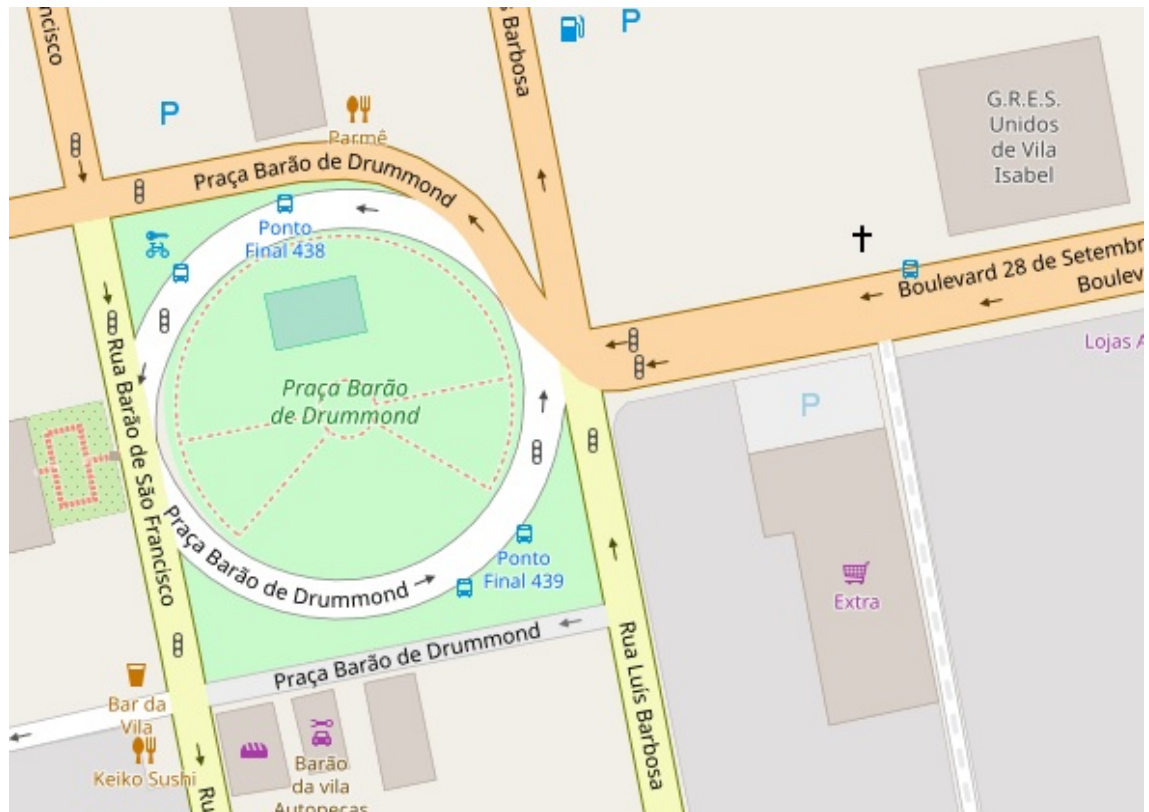 ncisco
s Barbosa
P
P
G.R.E.S.
Unidos
de Vila
Isabel
Parmê
Praça Barão de Drummond
Ponto
Final 438
Boulevard 28 de Setembr
Boulev
Lojas A
Praça Barão
de Drummond
P
Rua Barão de São Francisco
Praça Barão de Drummond
Ponto
Final 439
Extra
Praça Barão de Drummond
Rua Luís Barbosa
Bar da
Vila
Keiko Sushi
Barão
da vila
Autopeças
Ru